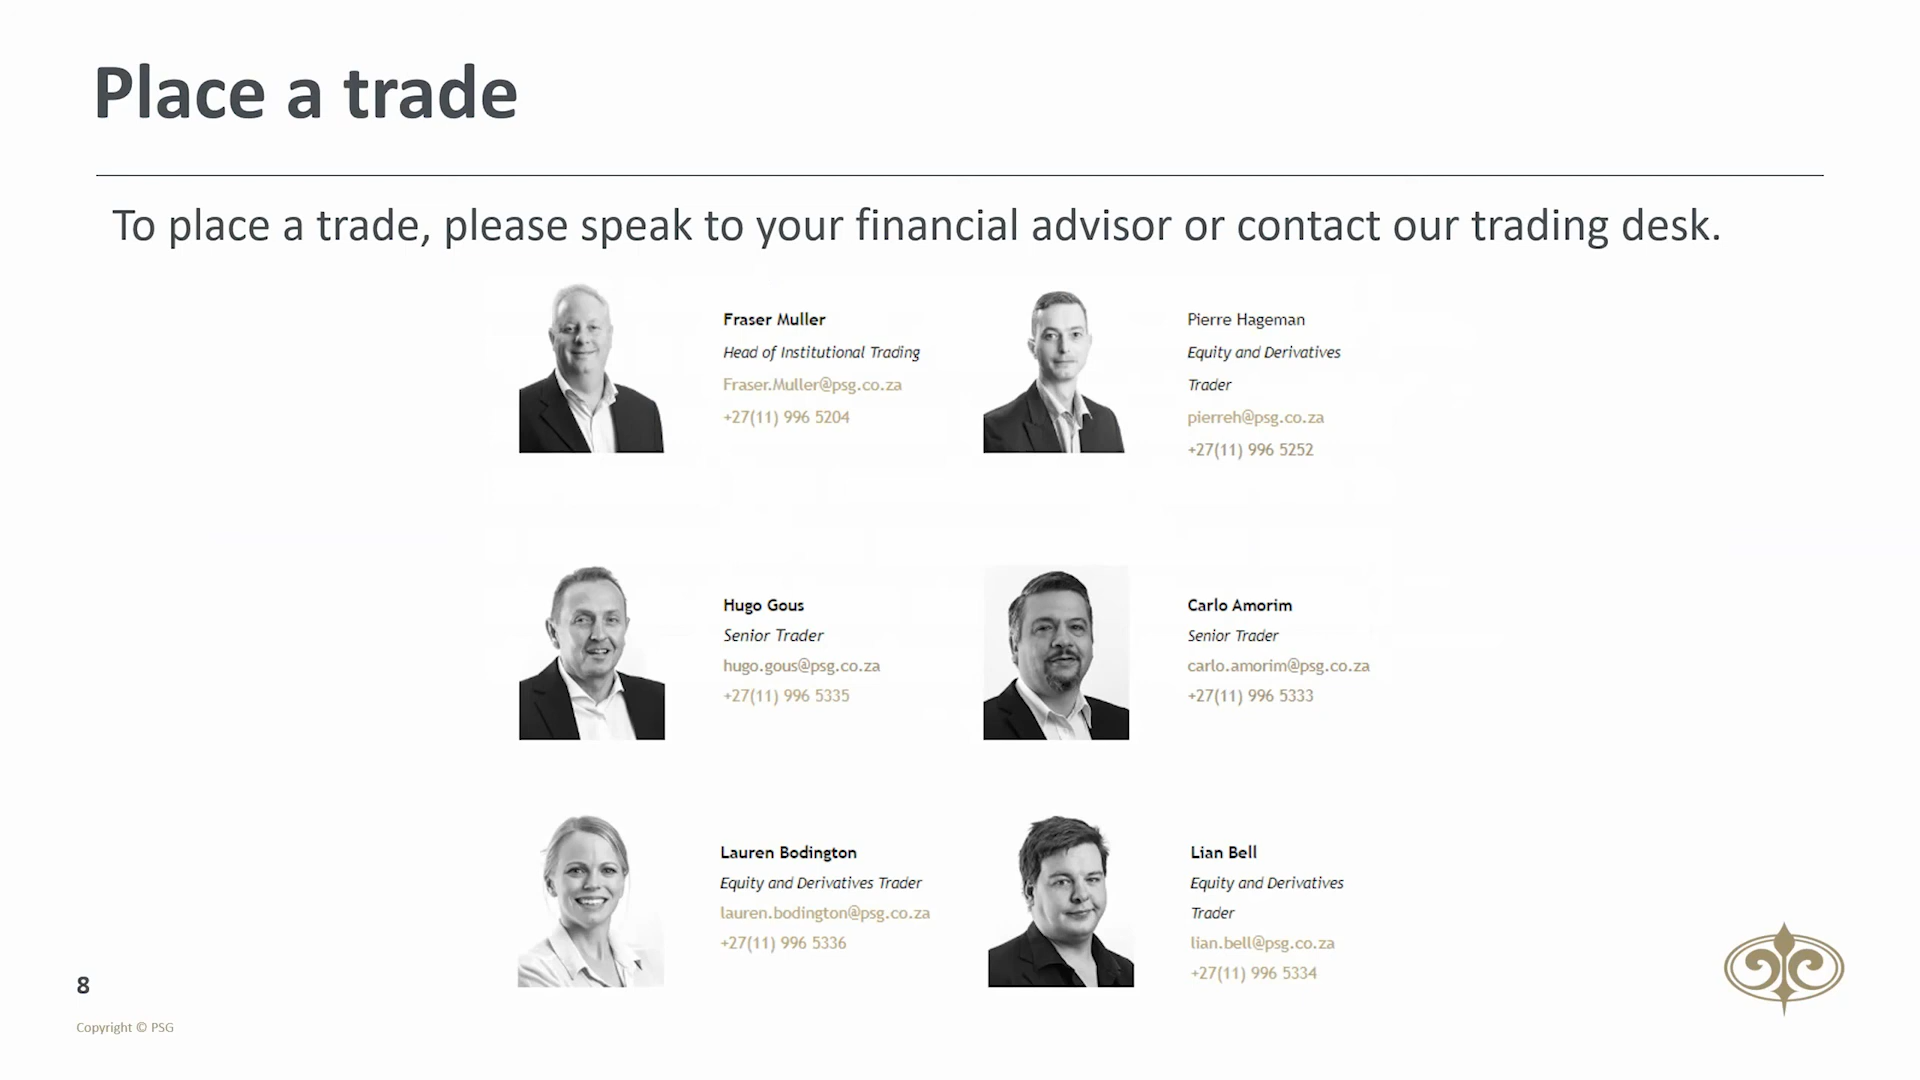 Place a trade
To place a trade, please speak to your financial advisor or contact our trading desk.
Fraser Muller
Head of Institutional Trading
Fraser.Muller@psg.co.za
+27(11) 996 5204
Pierre Hageman
Equity and Derivatives
Trader
pierreh@psg.co.za
+27(11) 996 5252
Hugo Gous
Senior Trader
hugo.gous@psg.co.za
+27(11) 996 5335
Carlo Amorim
Senior Trader
carlo.amorim@psg.co.za
+27(11) 996 5333
Lauren Bodington
Equity and Derivatives Trader
lauren.bodington@psg.co.za
+27(11) 996 5336
Lian Bell
Equity and Derivatives
Trader
lian.bell@psg.co.za
+27(11) 996 5334
8
Copyright © PSG